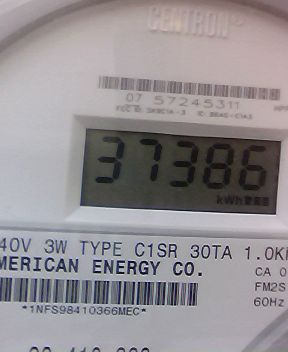 CENTRON®
07 57245311
37386
kWh
40V 3W TYPE C1SR 30TA 1.0K
MERICAN ENERGY CO.
CA 0
FM2S
60Hz
*1NFS98410366MEC*